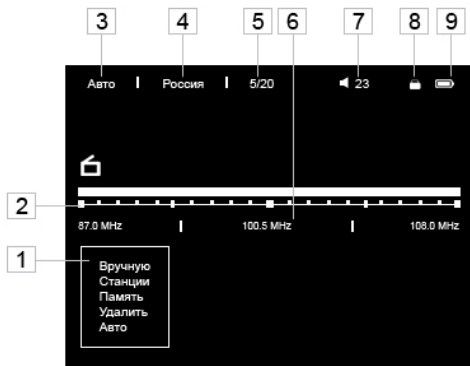 3 4 5 6 7 8 9
Авто Россия 5/20 23
2
87.0 MHz 100.5 MHz 108.0 MHz
1
Вручную
Станции
Память
Удалить
Авто